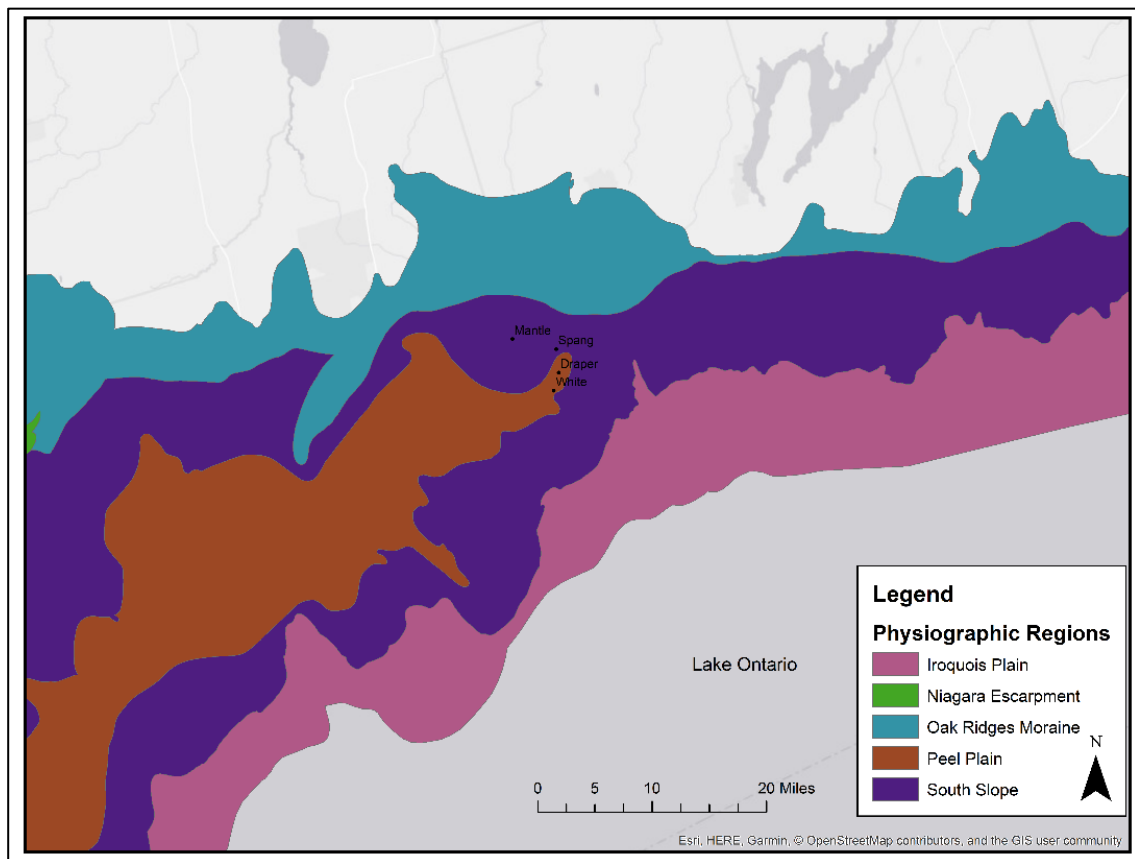 Mantle
Spang
Draper
White
Lake Ontario
Legend
Physiographic Regions
Iroquois Plain
Niagara Escarpment
Oak Ridges Moraine
Peel Plain
South Slope
N
0 5 10 20 Miles
Esri, HERE, Garmin, © OpenStreetMap contributors, and the GIS user community